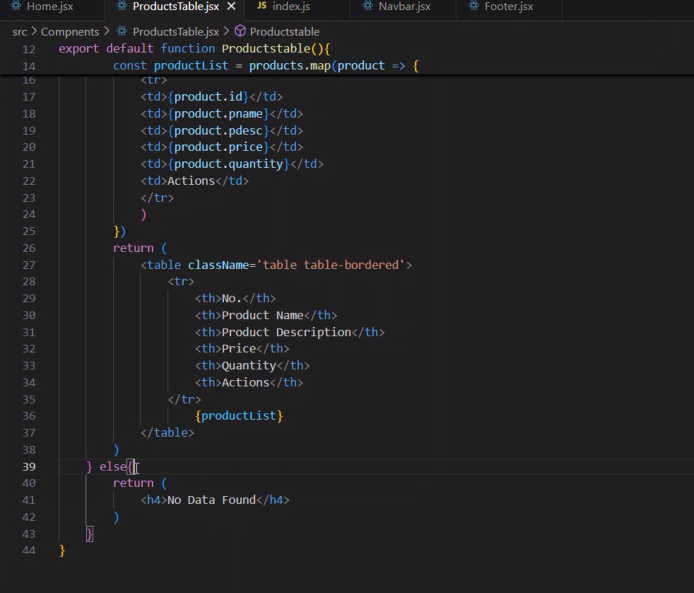 Home.jsx ProductsTable.jsx X JS index.js Navbar.jsx Footer.jsx
src > Compnents > ProductsTable.jsx > Productstable
12 export default function Productstable(){
14 const productList = products.map(product => {
16 <tr>
17 <td>{product.id}</td>
18 <td>{product.pname}</td>
19 <td>{product.pdesc}</td>
20 <td>{product.price}</td>
21 <td>{product.quantity}</td>
22 <td>Actions</td>
23 </tr>
24 )
25 })
26 return (
27 <table className='table table-bordered'>
28 <tr>
29 <th>No.</th>
30 <th>Product Name</th>
31 <th>Product Description</th>
32 <th>Price</th>
33 <th>Quantity</th>
34 <th>Actions</th>
35 </tr>
36 {productList}
37 </table>
38 )
39 } else{
40 return (
41 <h4>No Data Found</h4>
42 )
43 }
44 }